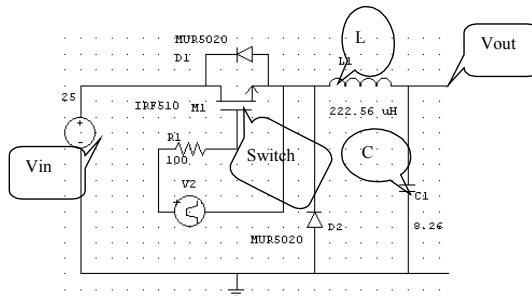 MUR5020
D1
L
L1
Vout
25
IRF510
M1
222.56 uH
R1
100
Switch
C
Vin
V2
C1
D2
8.26
MUR5020